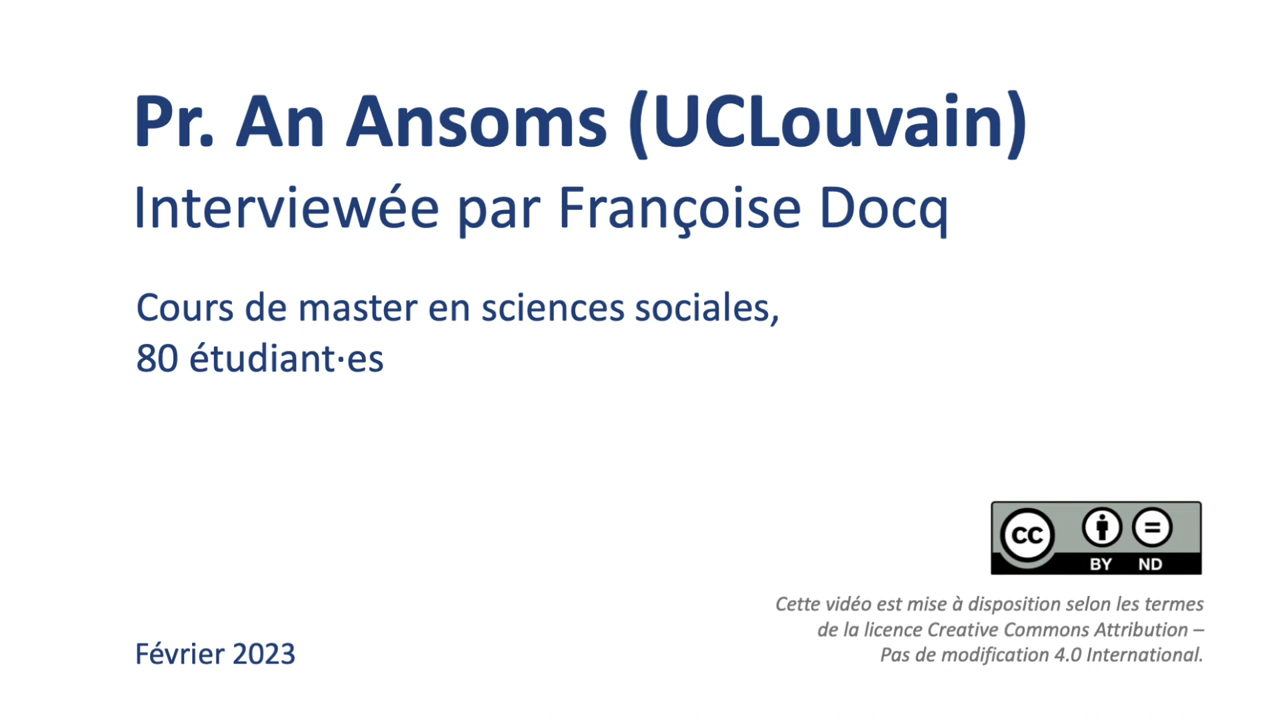 Pr. An Ansoms (UCLouvain)
Interviewée par Françoise Docq
Cours de master en sciences sociales,
80 étudiant·es
CC BY ND
Cette vidéo est mise à disposition selon les termes
de la licence Creative Commons Attribution –
Pas de modification 4.0 International.
Février 2023